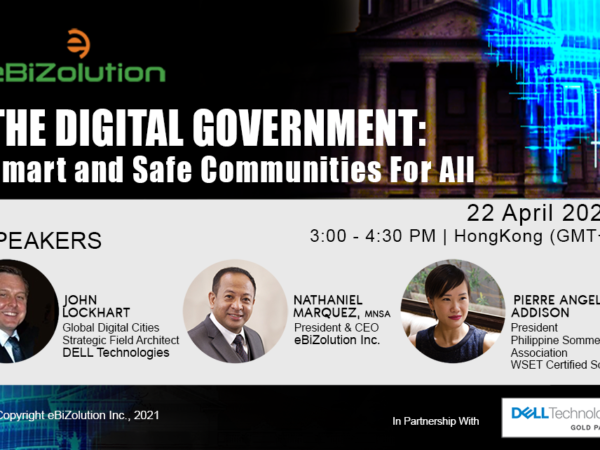 eBiZolution
THE DIGITAL GOVERNMENT:
mart and Safe Communities For All
22 April 202
PEAKERS
3:00 - 4:30 PM | HongKong (GMT+
JOHN
LOCKHART
Global Digital Cities
Strategic Field Architect
DELL Technologies
NATHANIEL
MARQUEZ, MNSA
President & CEO
eBiZolution Inc.
PIERRE ANGEL
ADDISON
President
Philippine Somme
Association
WSET Certified So
Copyright eBiZolution Inc., 2021
In Partnership With
DELL Technolo
GOLD PA